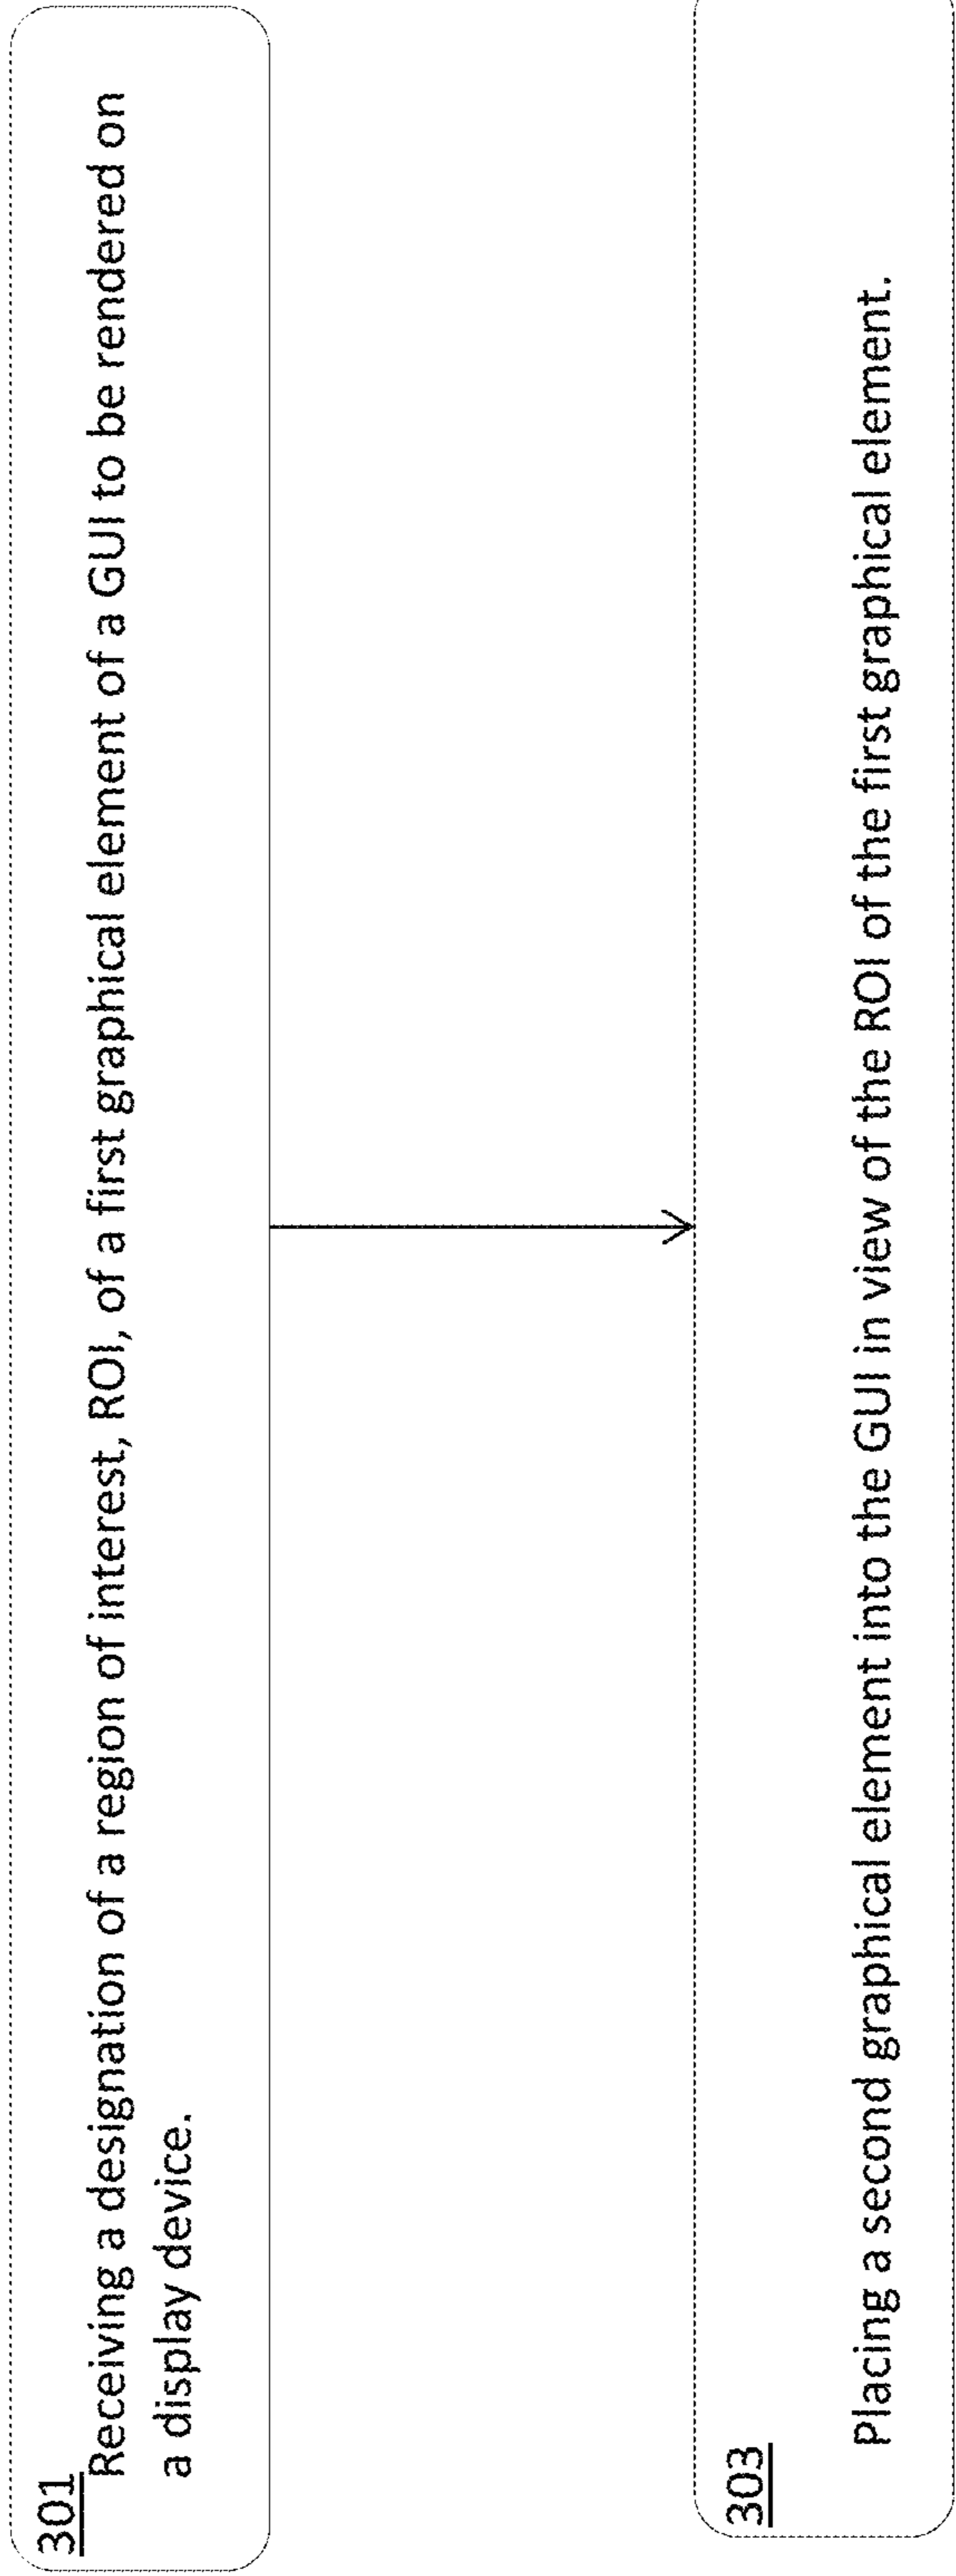 301
Receiving a designation of a region of interest, ROI, of a first graphical element of a GUI to be rendered on
a display device.
303
Placing a second graphical element into the GUI in view of the ROI of the first graphical element.